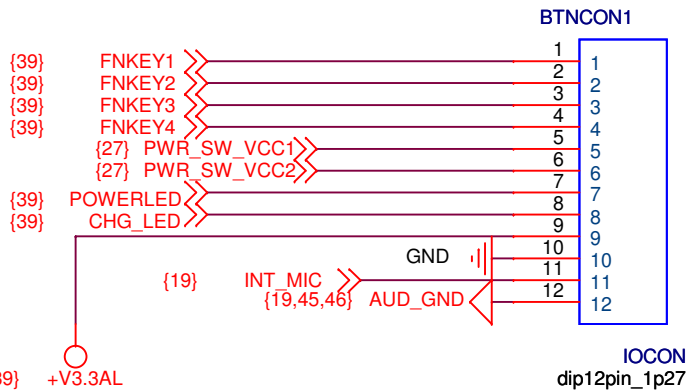 BTNCON1
{39} FNKEY1 1 1
{39} FNKEY2 2 2
{39} FNKEY3 3 3
{39} FNKEY4 4 4
{27} PWR_SW_VCC1 5 5
{27} PWR_SW_VCC2 6 6
{39} POWERLED 7 7
{39} CHG_LED 8 8
9 9
GND 10 10
{19} INT_MIC 11 11
{19,45,46} AUD_GND 12 12
9} +V3.3AL
IOCON
dip12pin_1p27